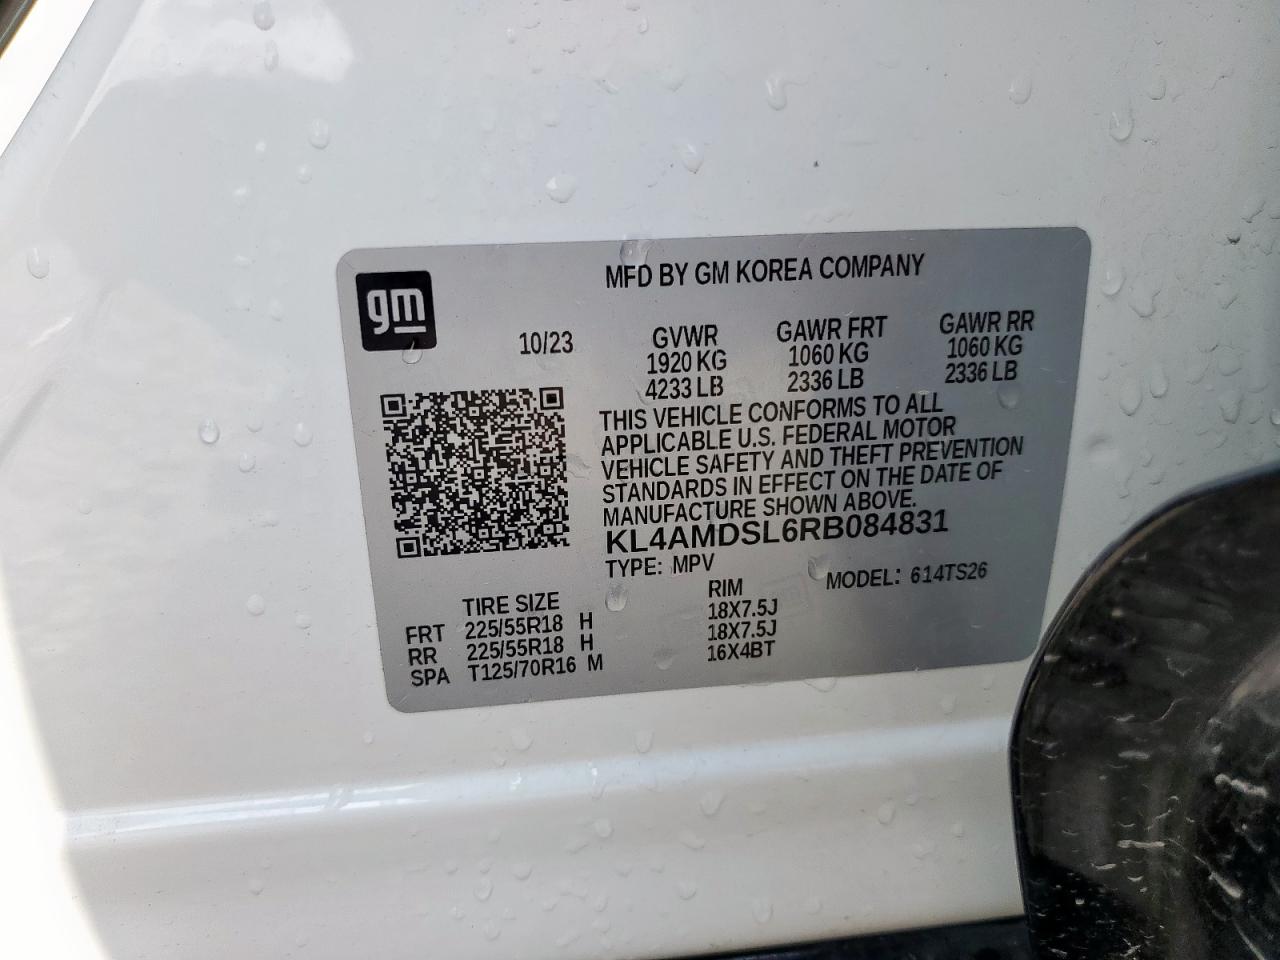 gm
MFD BY GM KOREA COMPANY
10/23
GVWR GAWR FRT GAWR RR
1920 KG 1060 KG 1060 KG
4233 LB 2336 LB 2336 LB
THIS VEHICLE CONFORMS TO ALL
APPLICABLE U.S. FEDERAL MOTOR
VEHICLE SAFETY AND THEFT PREVENTION
STANDARDS IN EFFECT ON THE DATE OF
MANUFACTURE SHOWN ABOVE.
KL4AMDSL6RB084831
TYPE: MPV MODEL: 614TS26
TIRE SIZE RIM
FRT 225/55R18 H 18X7.5J
RR 225/55R18 H 18X7.5J
SPA T125/70R16 M 16X4BT